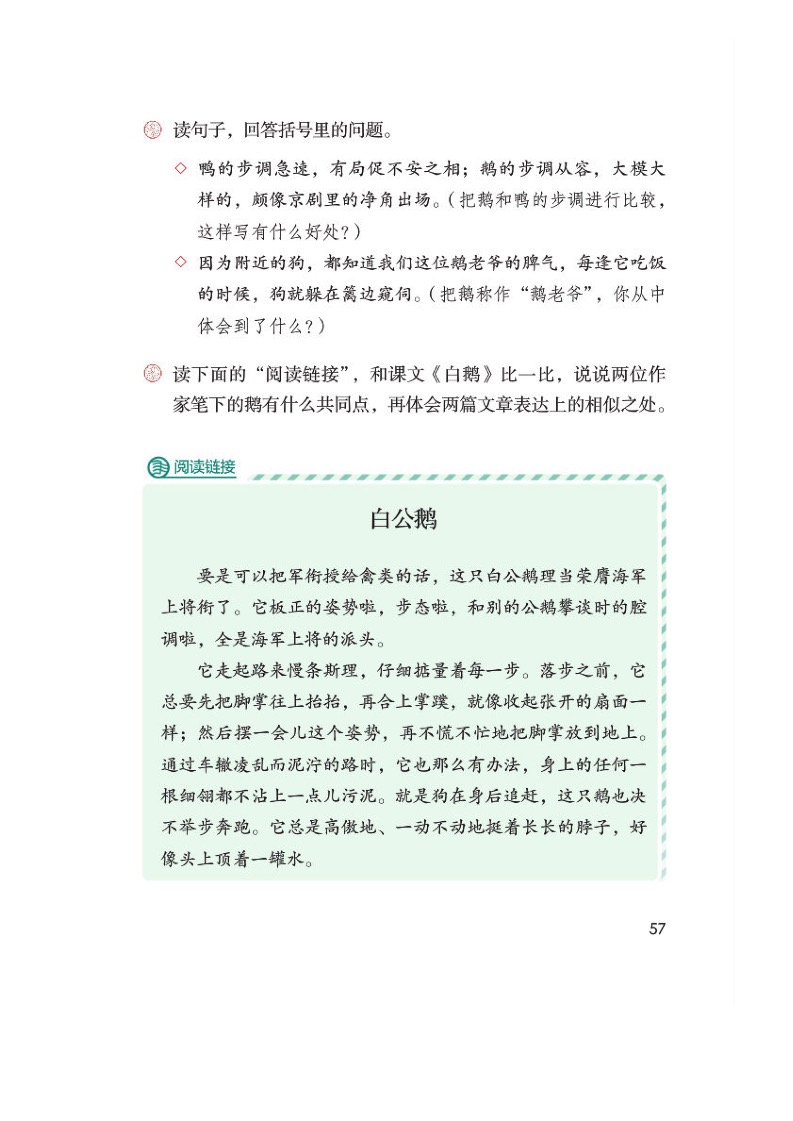 读句子，回答括号里的问题。
◇ 鸭的步调急速，有局促不安之相；鹅的步调从容，大模大
样的，颇像京剧里的净角出场。（把鹅和鸭的步调进行比较，
这样写有什么好处？）
◇ 因为附近的狗，都知道我们这位鹅老爷的脾气，每逢它吃饭
的时候，狗就躲在篱边窥伺。（把鹅称作“鹅老爷”，你从中
体会到了什么？）
读下面的“阅读链接”，和课文《白鹅》比一比，说说两位作
家笔下的鹅有什么共同点，再体会两篇文章表达上的相似之处。
阅读链接
白公鹅
要是可以把军衔授给禽类的话，这只白公鹅理当荣膺海军
上将衔了。它板正的姿势啦，步态啦，和别的公鹅攀谈时的腔
调啦，全是海军上将的派头。
它走起路来慢条斯理，仔细掂量着每一步。落步之前，它
总要先把脚掌往上抬抬，再合上掌蹼，就像收起张开的扇面一
样；然后摆一会儿这个姿势，再不慌不忙地把脚掌放到地上。
通过车辙凌乱而泥泞的路时，它也那么有办法，身上的任何一
根细翎都不沾上一点儿污泥。就是狗在身后追赶，这只鹅也决
不举步奔跑。它总是高傲地、一动不动地挺着长长的脖子，好
像头上顶着一罐水。
57